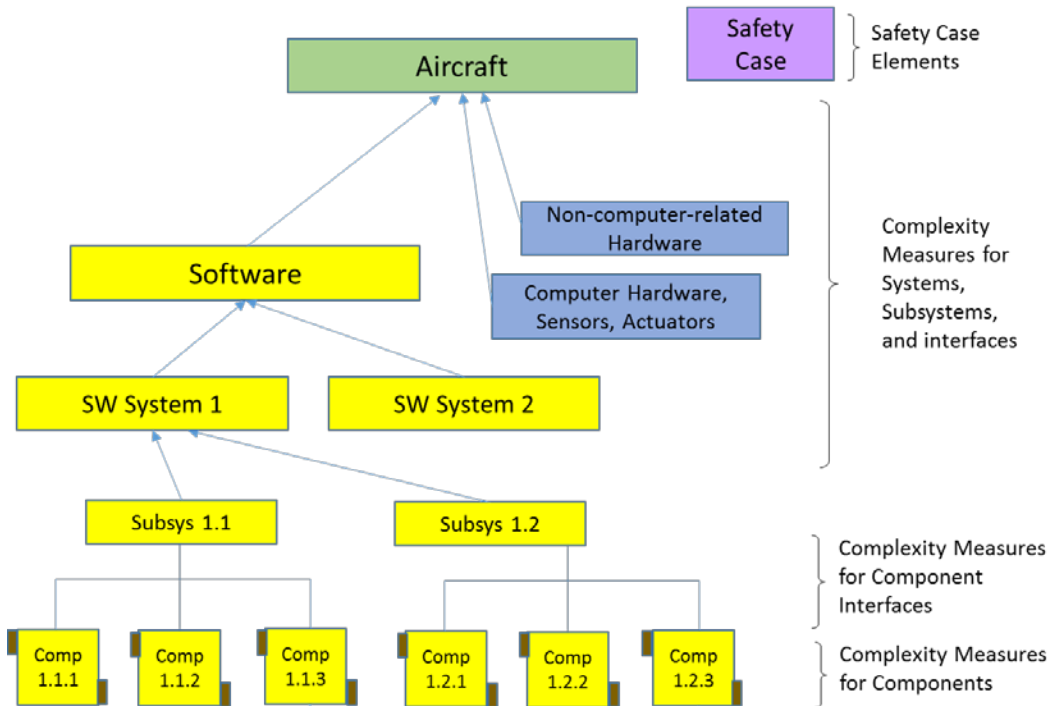 Aircraft
Safety
Case
Safety Case
Elements
Non-computer-related
Hardware
Software
Computer Hardware,
Sensors, Actuators
Complexity
Measures for
Systems,
Subsystems,
and interfaces
SW System 1
SW System 2
Subsys 1.1
Subsys 1.2
Complexity Measures
for Component
Interfaces
Comp
1.1.1
Comp
1.1.2
Comp
1.1.3
Comp
1.2.1
Comp
1.2.2
Comp
1.2.3
Complexity Measures
for Components